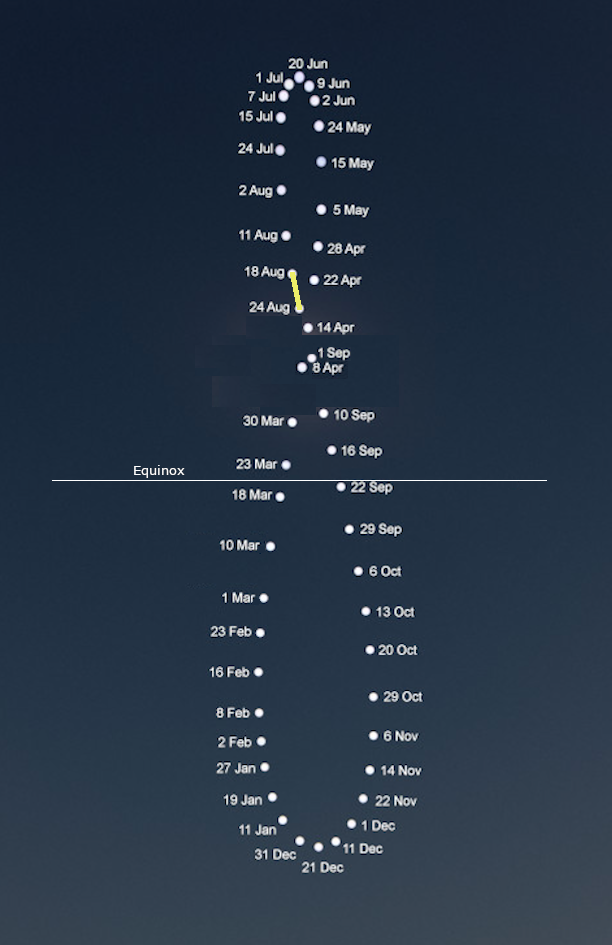 20 Jun
1 Jul
9 Jun
7 Jul
2 Jun
15 Jul
24 May
24 Jul
15 May
2 Aug
5 May
11 Aug
28 Apr
18 Aug
22 Apr
24 Aug
14 Apr
1 Sep
8 Apr
10 Sep
30 Mar
16 Sep
23 Mar
Equinox
22 Sep
18 Mar
29 Sep
10 Mar
6 Oct
1 Mar
13 Oct
23 Feb
20 Oct
16 Feb
29 Oct
8 Feb
6 Nov
2 Feb
27 Jan
14 Nov
19 Jan
22 Nov
11 Jan
1 Dec
31 Dec
11 Dec
21 Dec